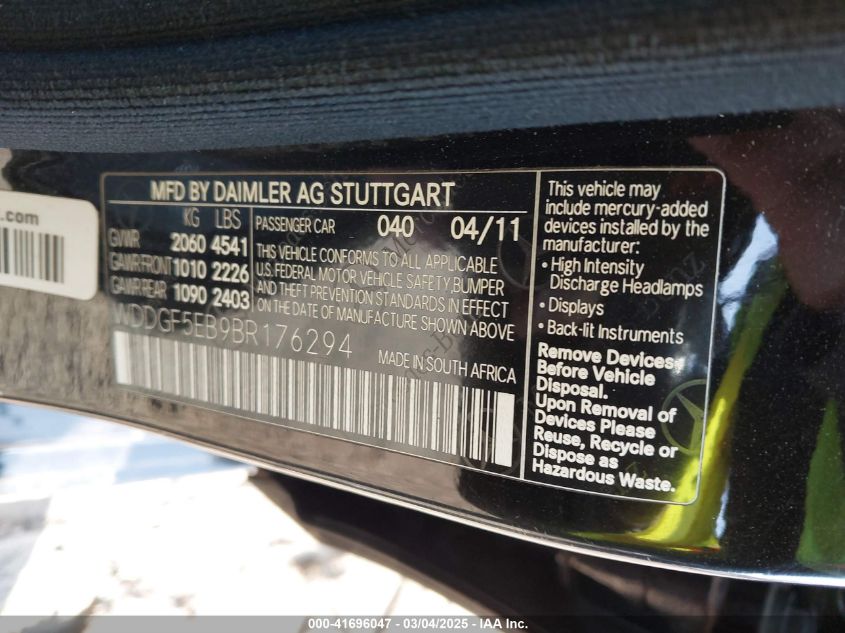 MFD BY DAIMLER AG STUTTGART
KG LBS
GVWR 2060 4541
GAWR FRONT 1010 2226
GAWR REAR 1090 2403
PASSENGER CAR 040 04/11
THIS VEHICLE CONFORMS TO ALL APPLICABLE
U.S. FEDERAL MOTOR VEHICLE SAFETY, BUMPER
AND THEFT PREVENTION STANDARDS IN EFFECT
ON THE DATE OF MANUFACTURE SHOWN ABOVE
WDDGF5EB9BR176294
MADE IN SOUTH AFRICA
This vehicle may
include mercury-added
devices installed by the
manufacturer:
• High Intensity
Discharge Headlamps
• Displays
• Back-lit Instruments
Remove Devices
Before Vehicle
Disposal.
Upon Removal of
Devices Please
Reuse, Recycle or
Dispose as
Hazardous Waste.
.com
000-41696047 - 03/04/2025 - IAA Inc.